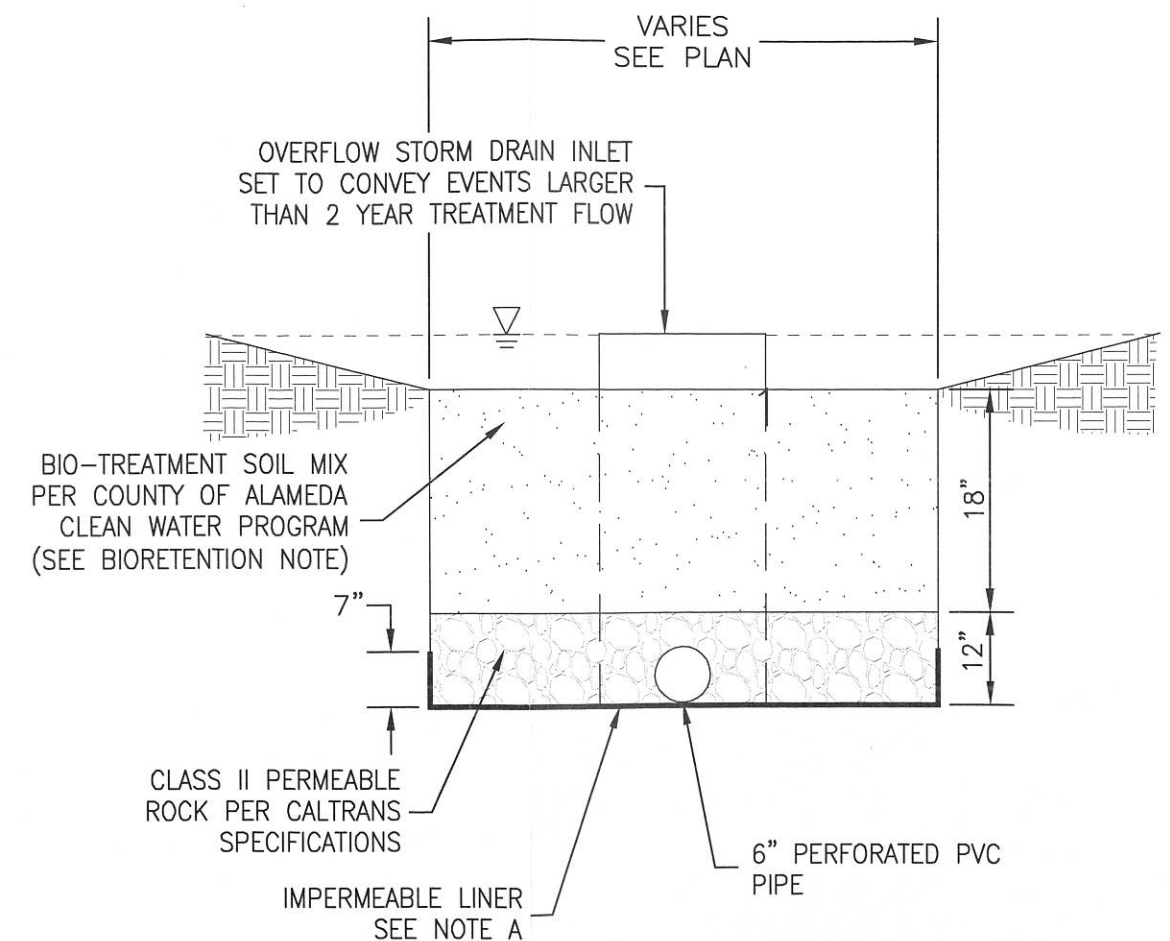 VARIES
SEE PLAN
OVERFLOW STORM DRAIN INLET
SET TO CONVEY EVENTS LARGER
THAN 2 YEAR TREATMENT FLOW
BIO-TREATMENT SOIL MIX
PER COUNTY OF ALAMEDA
CLEAN WATER PROGRAM
(SEE BIORETENTION NOTE)
18"
7"
12"
CLASS II PERMEABLE
ROCK PER CALTRANS
SPECIFICATIONS
6" PERFORATED PVC
PIPE
IMPERMEABLE LINER
SEE NOTE A